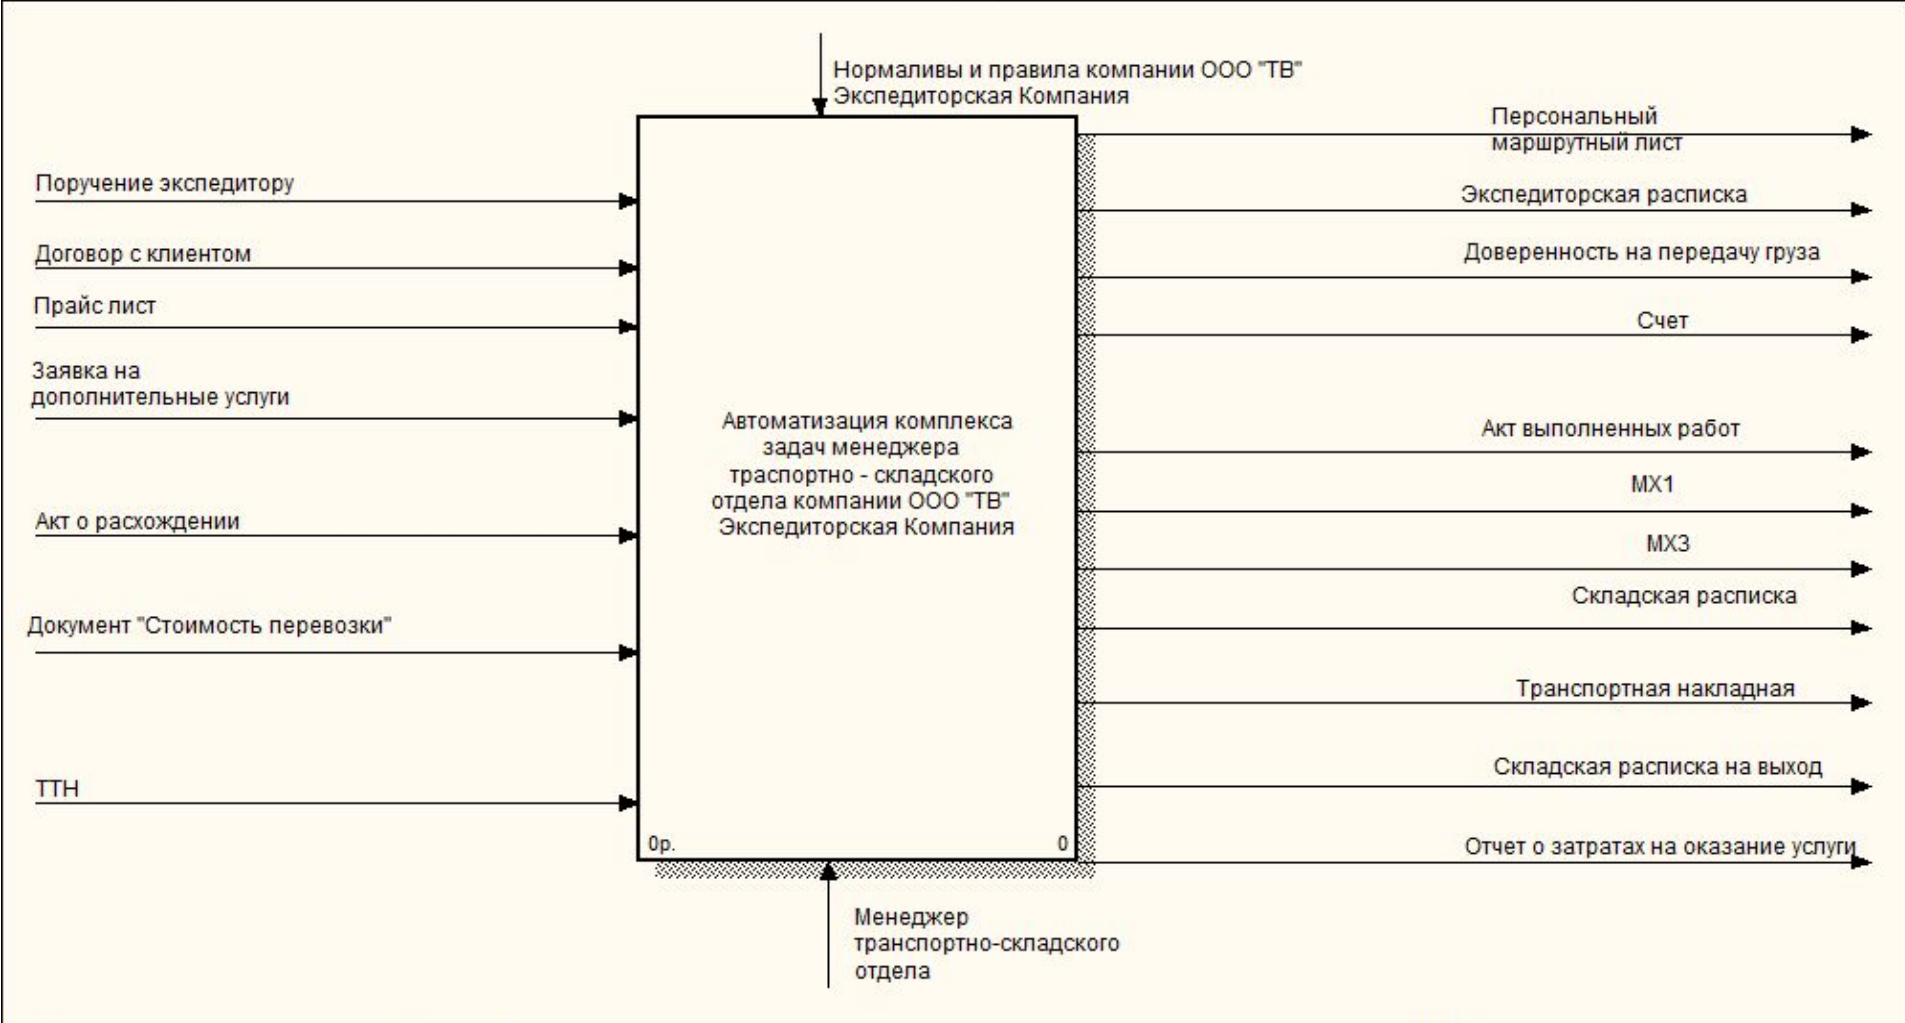 Нормаливы и правила компании ООО "ТВ"
Экспедиторская Компания
Поручение экспедитору
Договор с клиентом
Прайс лист
Заявка на
дополнительные услуги
Акт о расхождении
Документ "Стоимость перевозки"
ТТН
Автоматизация комплекса
задач менеджера
траспортно - складского
отдела компании ООО "ТВ"
Экспедиторская Компания
0р.
0
Персональный
маршрутный лист
Экспедиторская расписка
Доверенность на передачу груза
Счет
Акт выполненных работ
МХ1
МХ3
Складская расписка
Транспортная накладная
Складская расписка на выход
Отчет о затратах на оказание услуги
Менеджер
транспортно-складского
отдела